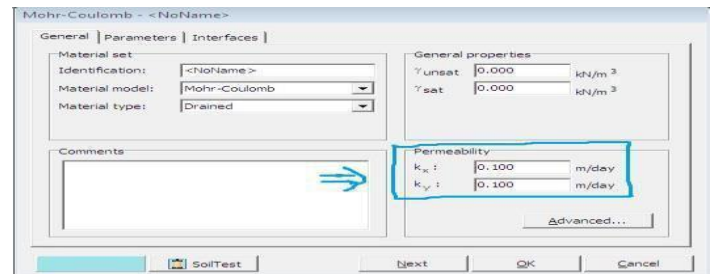 Mohr-Coulomb - <NoName>
General Parameters Interfaces
Material set
Identification: <NoName>
Material model: Mohr-Coulomb
Material type: Drained
General properties
γunsat 0.000 kN/m 3
γsat 0.000 kN/m 3
Comments
Permeability
kx : 0.100 m/day
ky : 0.100 m/day
Advanced...
SoilTest Next OK Cancel